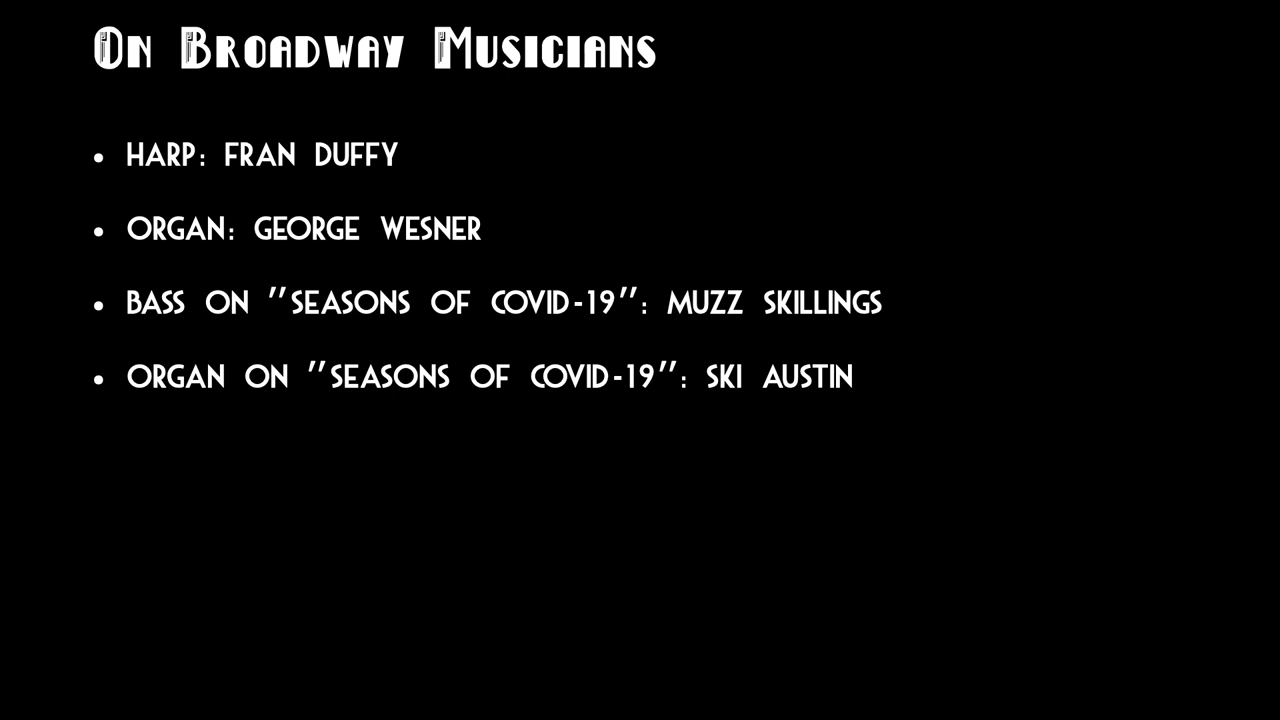 On Broadway Musicians
• HARP: FRAN DUFFY
• ORGAN: GEORGE WESNER
• BASS ON "SEASONS OF COVID-19": MUZZ SKILLINGS
• ORGAN ON "SEASONS OF COVID-19": SKI AUSTIN